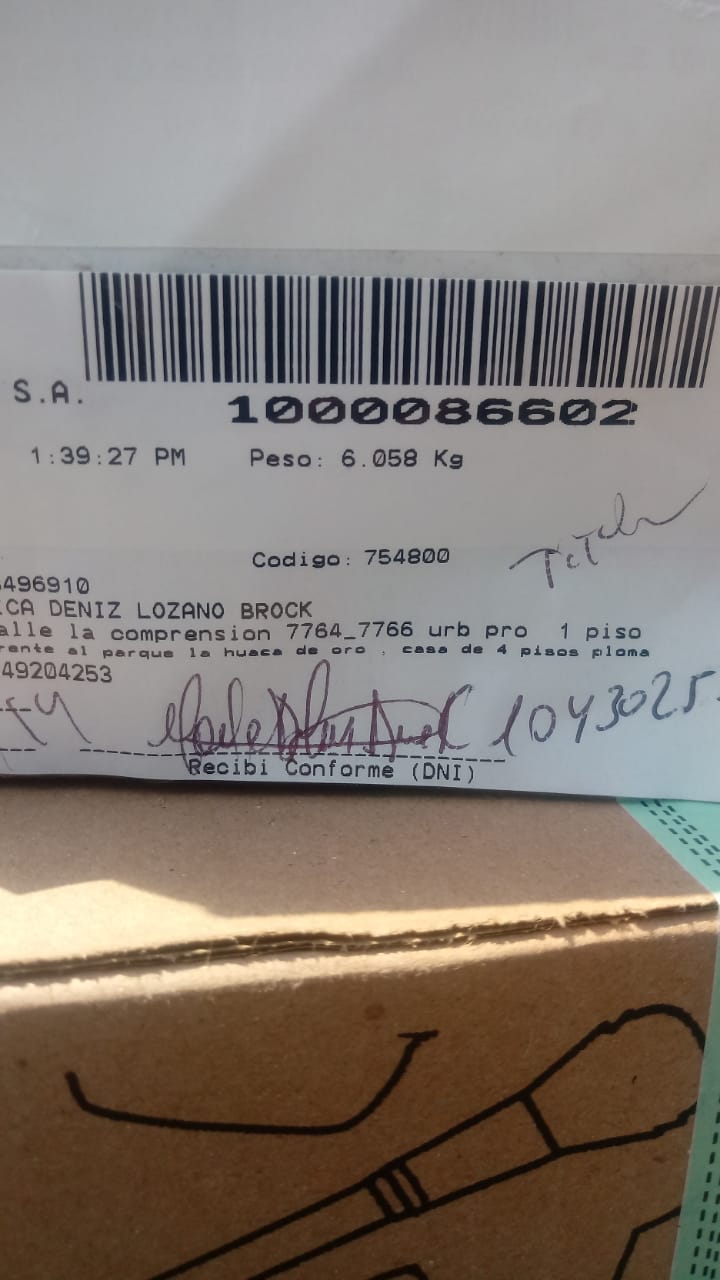 S.A.
1000086602
1:39:27 PM Peso: 6.058 Kg
Codigo: 754800
496910
ICA DENIZ LOZANO BROCK
alle la comprension 7764_7766 urb pro 1 piso
rente al parque la huaca de oro , casa de 4 pisos ploma
49204253
1043025
Recibi Conforme (DNI)